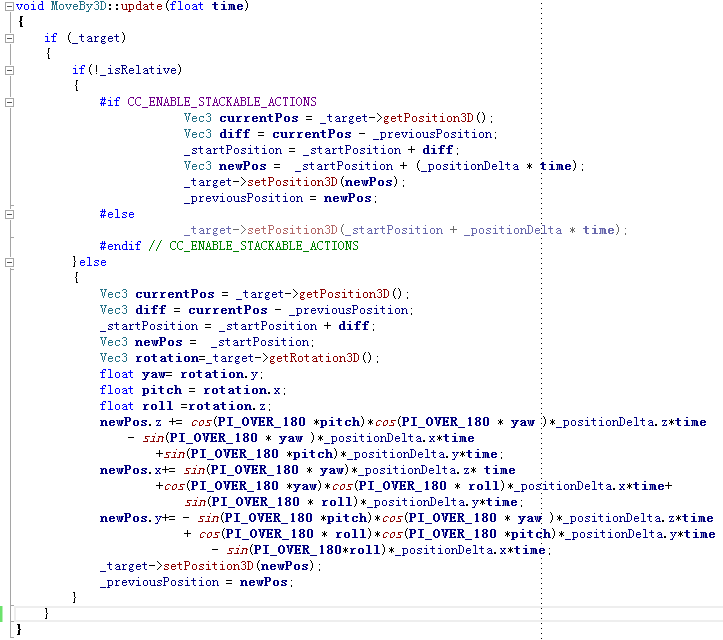 void MoveBy3D::update(float time)
{
    if (_target)
    {
        if(!_isRelative)
        {
            #if CC_ENABLE_STACKABLE_ACTIONS
                        Vec3 currentPos = _target->getPosition3D();
                        Vec3 diff = currentPos - _previousPosition;
                        _startPosition = _startPosition + diff;
                        Vec3 newPos =  _startPosition + (_positionDelta * time);
                        _target->setPosition3D(newPos);
                        _previousPosition = newPos;
            #else
                        _target->setPosition3D(_startPosition + _positionDelta * time);
            #endif // CC_ENABLE_STACKABLE_ACTIONS
        }else
        {
            Vec3 currentPos = _target->getPosition3D();
            Vec3 diff = currentPos - _previousPosition;
            _startPosition = _startPosition + diff;
            Vec3 newPos =  _startPosition;
            Vec3 rotation=_target->getRotation3D();
            float yaw= rotation.y;
            float pitch = rotation.x;
            float roll =rotation.z;
            newPos.z += cos(PI_OVER_180 *pitch)*cos(PI_OVER_180 * yaw )*_positionDelta.z*time
                - sin(PI_OVER_180 * yaw )*_positionDelta.x*time
                    +sin(PI_OVER_180 *pitch)*_positionDelta.y*time;
            newPos.x+= sin(PI_OVER_180 * yaw)*_positionDelta.z* time
                    +cos(PI_OVER_180 *yaw)*cos(PI_OVER_180 * roll)*_positionDelta.x*time+
                        sin(PI_OVER_180 * roll)*_positionDelta.y*time;
            newPos.y+= - sin(PI_OVER_180 *pitch)*cos(PI_OVER_180 * yaw )*_positionDelta.z*time
                        + cos(PI_OVER_180 * roll)*cos(PI_OVER_180 *pitch)*_positionDelta.y*time
                            - sin(PI_OVER_180*roll)*_positionDelta.x*time;
            _target->setPosition3D(newPos);
            _previousPosition = newPos;
        }
    }
}